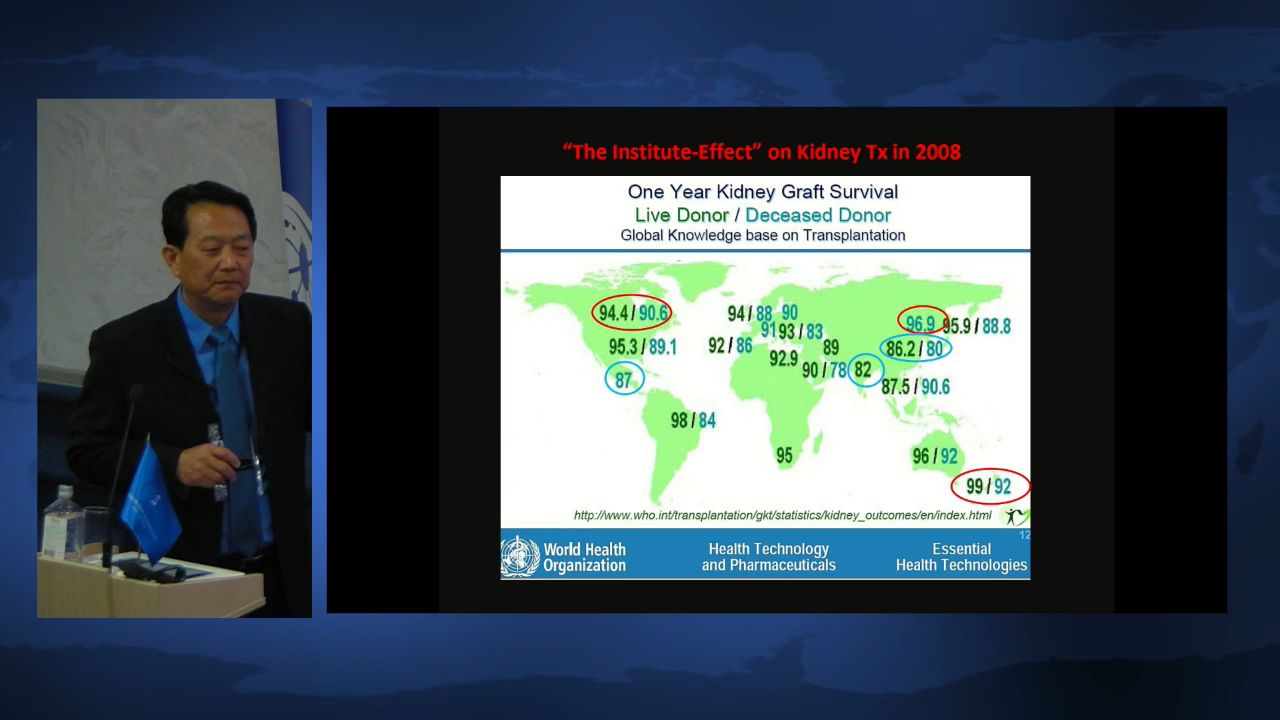 “The Institute-Effect” on Kidney Tx in 2008
One Year Kidney Graft Survival
Live Donor / Deceased Donor
Global Knowledge base on Transplantation
94.4 / 90.6
94 / 88 90
96.9 95.9 / 88.8
91 93 / 83
95.3 / 89.1
92 / 86
89
86.2 / 80
92.9
90 / 78
82
87
87.5 / 90.6
98 / 84
95
96 / 92
99 / 92
http://www.who.int/transplantation/gkt/statistics/kidney_outcomes/en/index.html
12
World Health
Organization
Health Technology
and Pharmaceuticals
Essential
Health Technologies